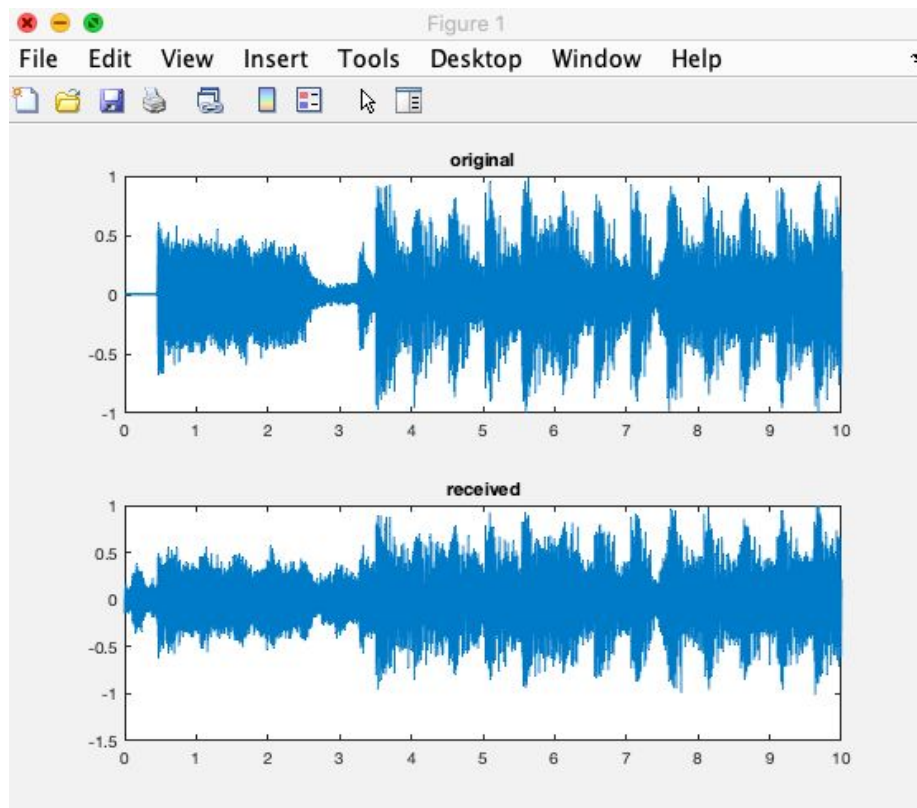 Figure 1
File Edit View Insert Tools Desktop Window Help
original
1
0.5
0
-0.5
-1
0 1 2 3 4 5 6 7 8 9 10
received
1
0.5
0
-0.5
-1
-1.5
0 1 2 3 4 5 6 7 8 9 10